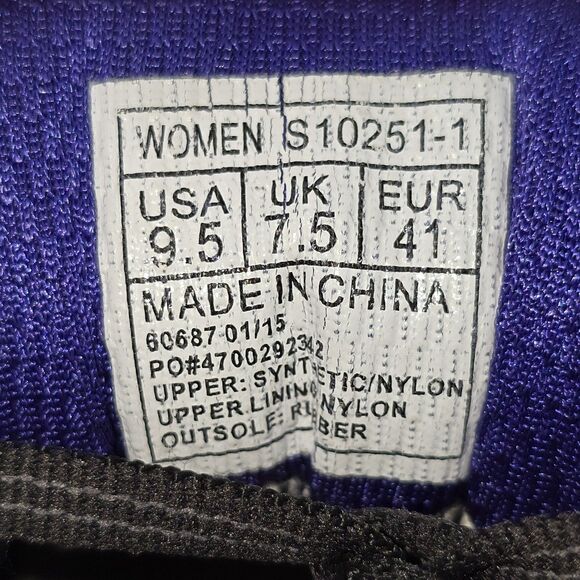 WOMEN S10251-1
USA UK EUR
9.5 7.5 41
MADE IN CHINA
60687 01/15
PO#4700292342
UPPER: SYNTHETIC/NYLON
UPPER LINING: NYLON
OUTSOLE: RUBBER